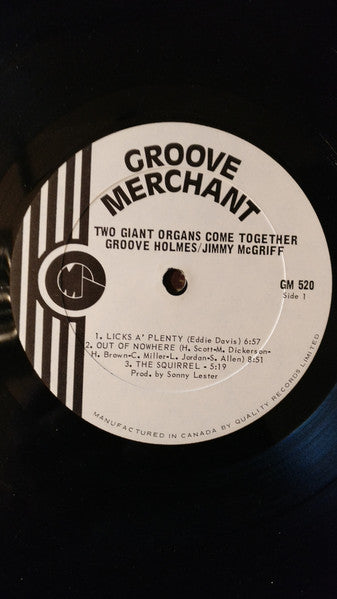 GROOVE
MERCHANT
TWO GIANT ORGANS COME TOGETHER
GROOVE HOLMES/JIMMY McGRIFF
GM 520
Side 1
GM
1. LICKS A' PLENTY (Eddie Davis) 6:57
2. OUT OF NOWHERE (H. Scott-M. Dickerson-
H. Brown-C. Miller-L. Jordan-S. Allen) 8:51
3. THE SQUIRREL - 5:19
Prod. by Sonny Lester
MANUFACTURED IN CANADA BY QUALITY RECORDS LIMITED